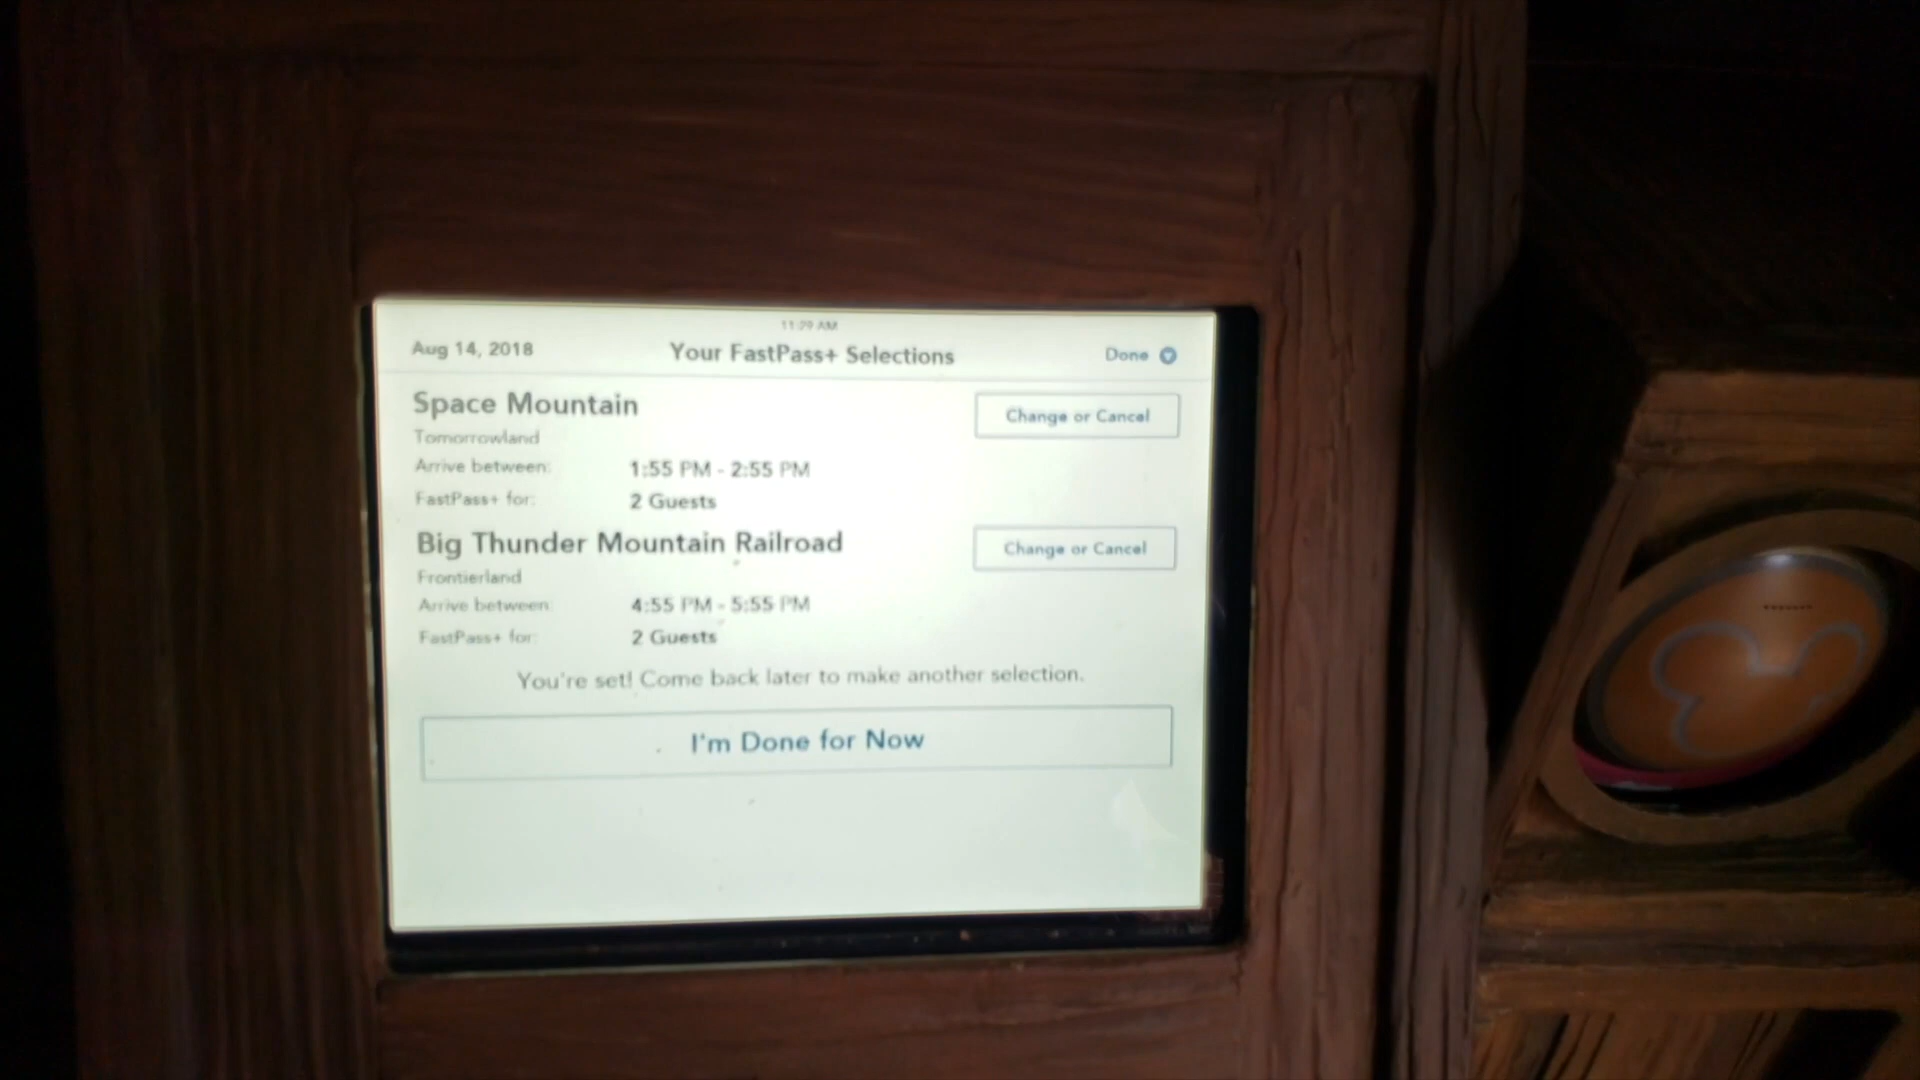 11:29 AM
Aug 14, 2018 Your FastPass+ Selections Done
Space Mountain Change or Cancel
Tomorrowland
Arrive between: 1:55 PM - 2:55 PM
FastPass+ for: 2 Guests
Big Thunder Mountain Railroad Change or Cancel
Frontierland
Arrive between: 4:55 PM - 5:55 PM
FastPass+ for: 2 Guests
You're set! Come back later to make another selection.
I'm Done for Now